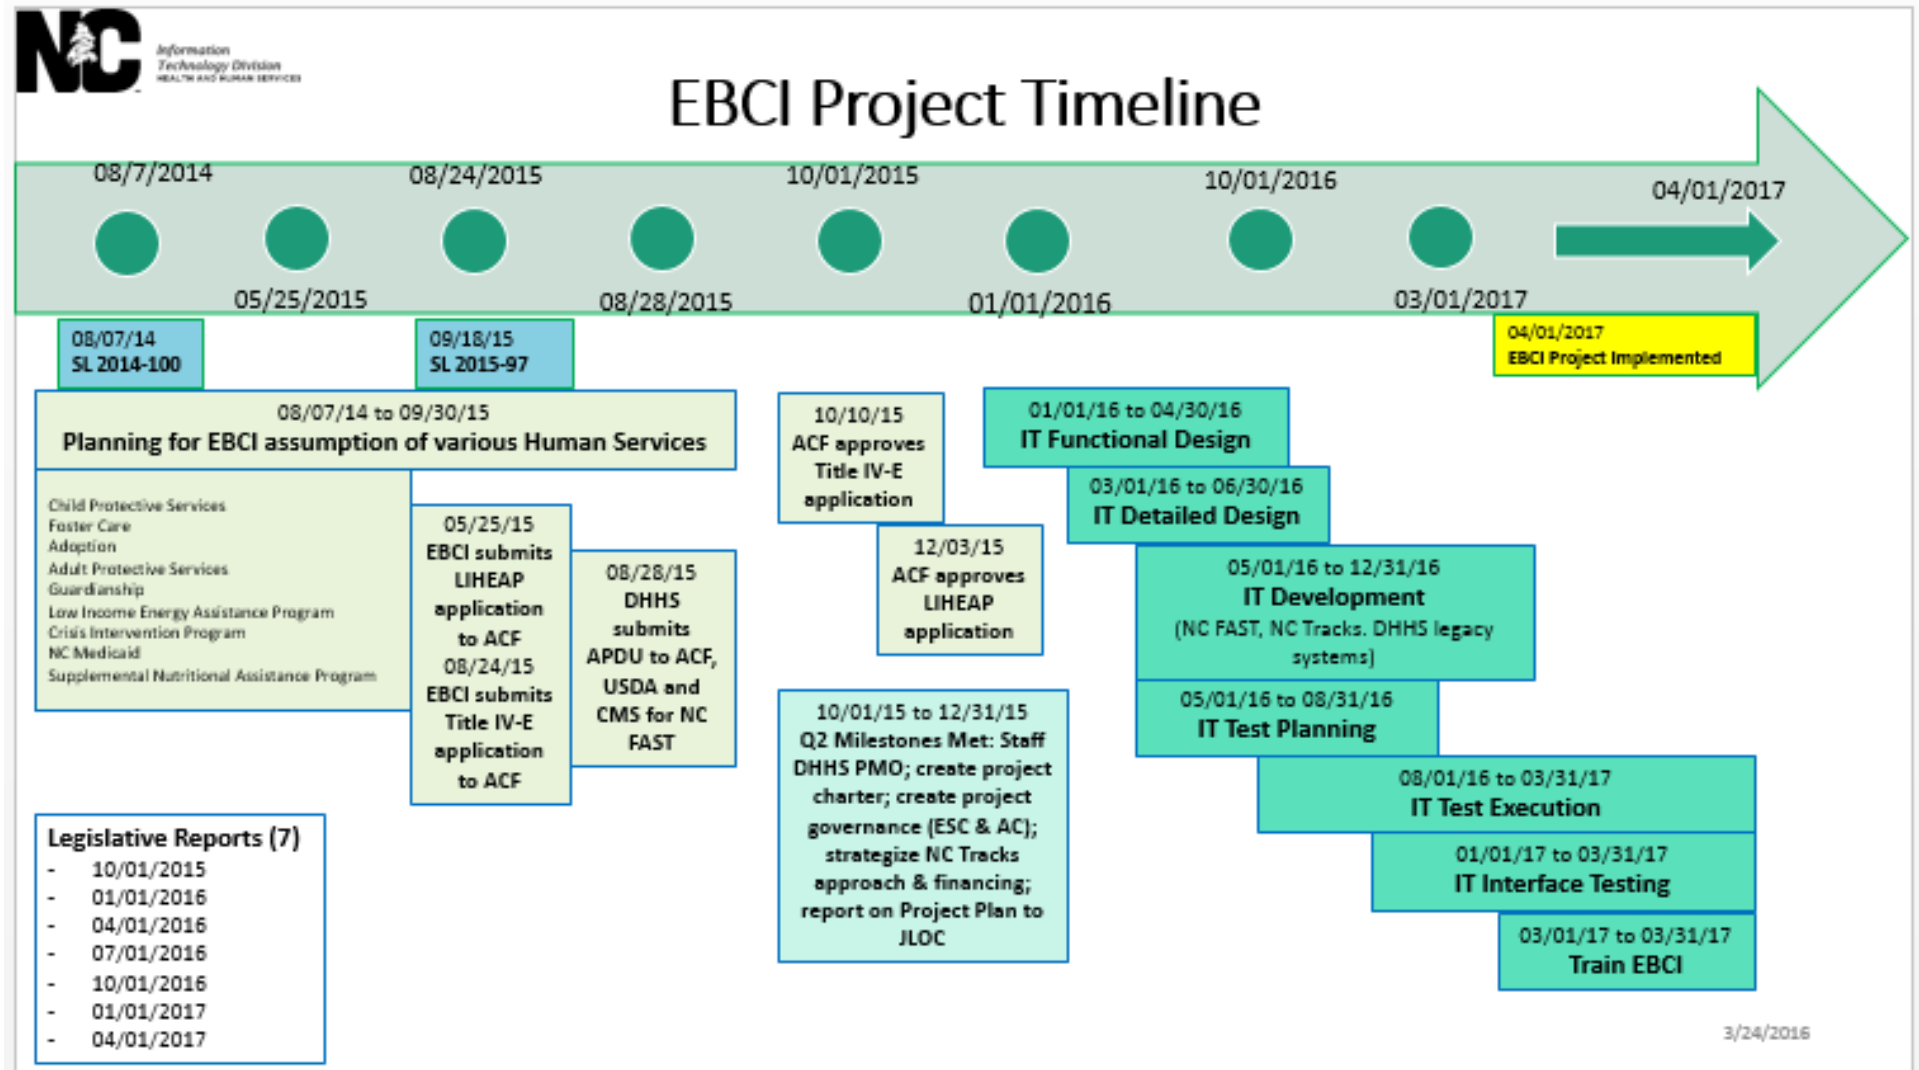 NC
Information
Technology Division
HEALTH AND HUMAN SERVICES
EBCI Project Timeline
08/7/2014
08/24/2015
10/01/2015
10/01/2016
04/01/2017
05/25/2015
08/28/2015
01/01/2016
03/01/2017
08/07/14
SL 2014-100
09/18/15
SL 2015-97
04/01/2017
EBCI Project Implemented
08/07/14 to 09/30/15
Planning for EBCI assumption of various Human Services
Child Protective Services
Foster Care
Adoption
Adult Protective Services
Guardianship
Low Income Energy Assistance Program
Crisis Intervention Program
NC Medicaid
Supplemental Nutritional Assistance Program
05/25/15
EBCI submits
LIHEAP
application
to ACF
08/24/15
EBCI submits
Title IV-E
application
to ACF
08/28/15
DHHS
submits
APDU to ACF,
USDA and
CMS for NC
FAST
10/10/15
ACF approves
Title IV-E
application
12/03/15
ACF approves
LIHEAP
application
10/01/15 to 12/31/15
Q2 Milestones Met: Staff
DHHS PMO; create project
charter; create project
governance (ESC & AC);
strategize NC Tracks
approach & financing;
report on Project Plan to
JLOC
01/01/16 to 04/30/16
IT Functional Design
03/01/16 to 06/30/16
IT Detailed Design
05/01/16 to 12/31/16
IT Development
(NC FAST, NC Tracks. DHHS legacy
systems)
05/01/16 to 08/31/16
IT Test Planning
08/01/16 to 03/31/17
IT Test Execution
01/01/17 to 03/31/17
IT Interface Testing
03/01/17 to 03/31/17
Train EBCI
Legislative Reports (7)
- 10/01/2015
- 01/01/2016
- 04/01/2016
- 07/01/2016
- 10/01/2016
- 01/01/2017
- 04/01/2017
3/24/2016